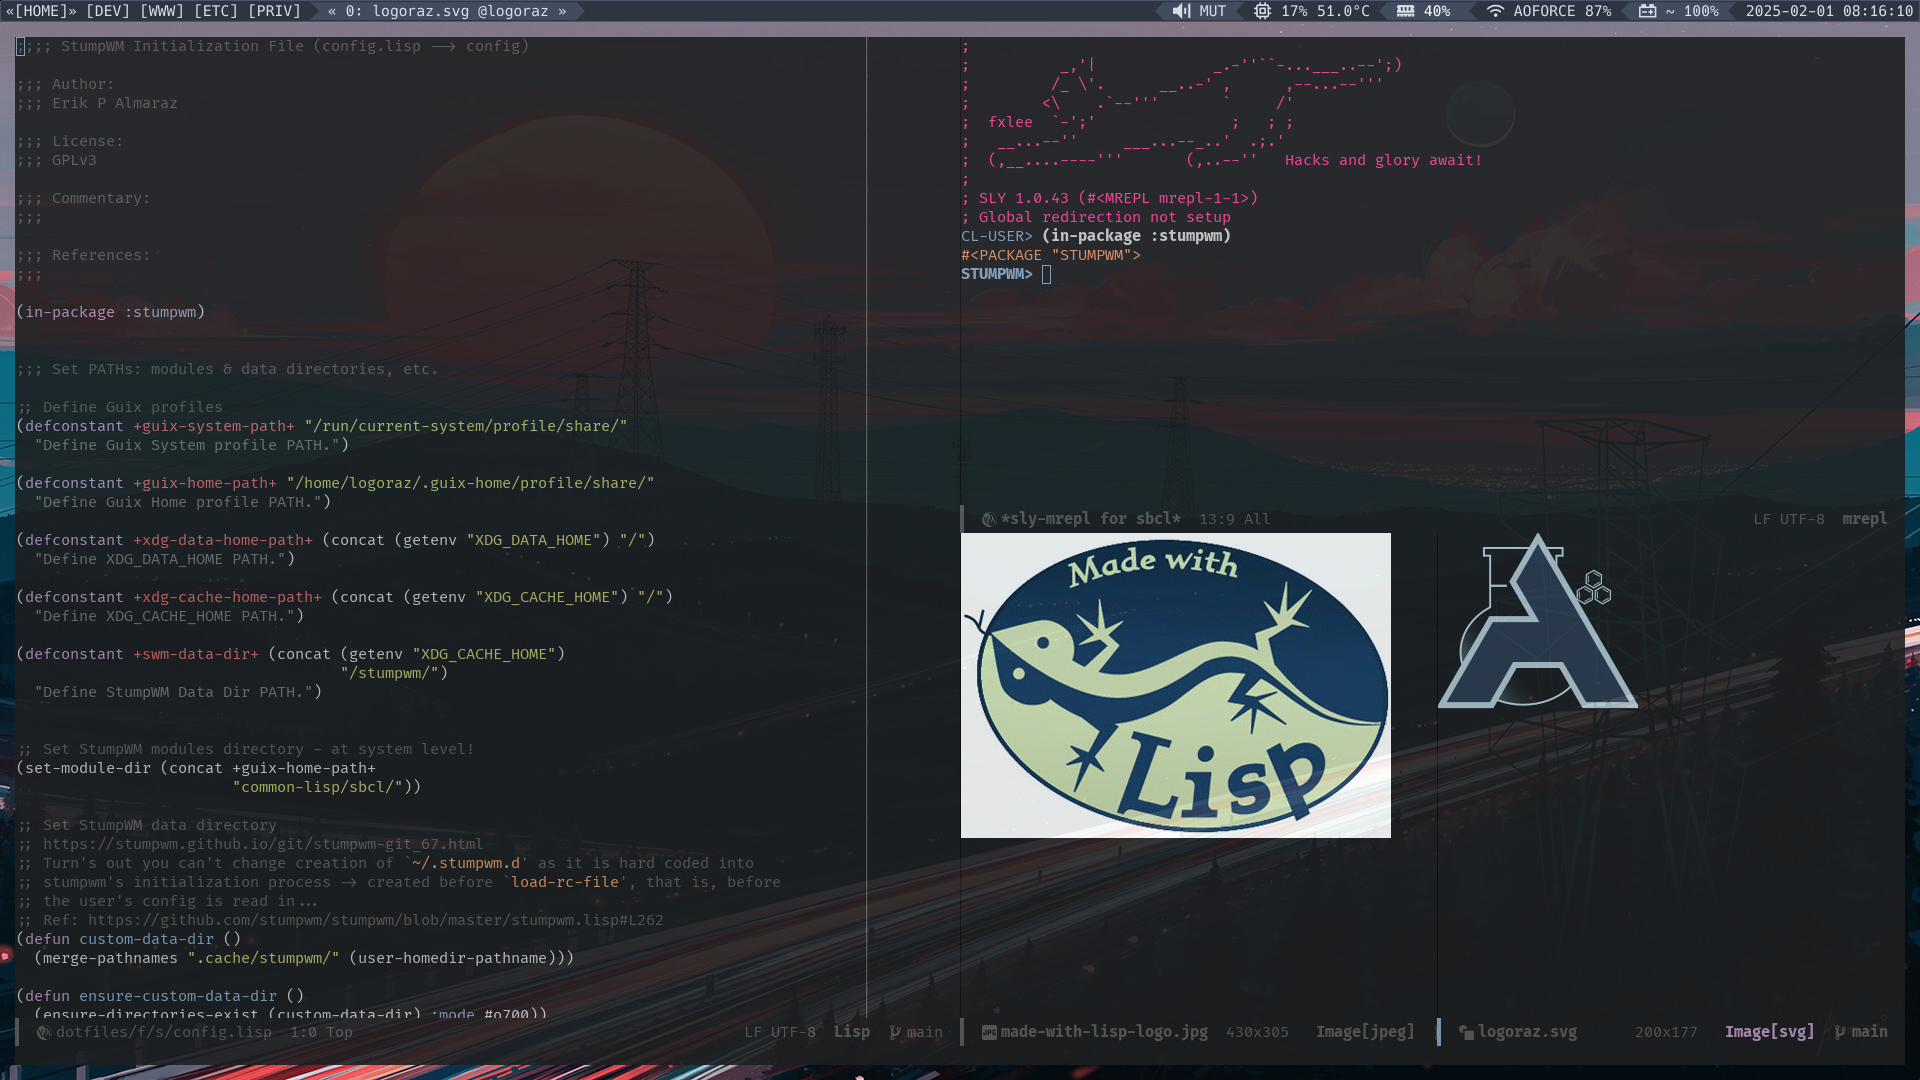 «[HOME]» [DEV] [WWW] [ETC] [PRIV]
« 0: logoraz.svg @logoraz »
MUT
17% 51.0°C
40%
AOFORCE 87%
~ 100%
2025-02-01 08:16:10
;;;; StumpWM Initialization File (config.lisp --> config)
;;; Author:
;;; Erik P Almaraz
;;; License:
;;; GPLv3
;;; Commentary:
;;;
;;; References:
;;;
(in-package :stumpwm)
;;; Set PATHs: modules & data directories, etc.
;; Define Guix profiles
(defconstant +guix-system-path+ "/run/current-system/profile/share/"
  "Define Guix System profile PATH.")
(defconstant +guix-home-path+ "/home/logoraz/.guix-home/profile/share/"
  "Define Guix Home profile PATH.")
(defconstant +xdg-data-home-path+ (concat (getenv "XDG_DATA_HOME") "/")
  "Define XDG_DATA_HOME PATH.")
(defconstant +xdg-cache-home-path+ (concat (getenv "XDG_CACHE_HOME") "/")
  "Define XDG_CACHE_HOME PATH.")
(defconstant +swm-data-dir+ (concat (getenv "XDG_CACHE_HOME")
                                    "/stumpwm/")
  "Define StumpWM Data Dir PATH.")
;; Set StumpWM modules directory - at system level!
(set-module-dir (concat +guix-home-path+
                        "common-lisp/sbcl/"))
;; Set StumpWM data directory
;; https://stumpwm.github.io/git/stumpwm-git_67.html
;; Turn's out you can't change creation of `~/.stumpwm.d' as it is hard coded into
;; stumpwm's initialization process -> created before `load-rc-file', that is, before
;; the user's config is read in...
;; Ref: https://github.com/stumpwm/stumpwm/blob/master/stumpwm.lisp#L262
(defun custom-data-dir ()
  (merge-pathnames ".cache/stumpwm/" (user-homedir-pathname)))
(defun ensure-custom-data-dir ()
  (ensure-directories-exist (custom-data-dir) :mode #o700))
dotfiles/f/s/config.lisp  1:0 Top
LF UTF-8  Lisp  main
;  fxlee
Hacks and glory await!
;
; SLY 1.0.43 (#<MREPL mrepl-1-1>)
; Global redirection not setup
CL-USER> (in-package :stumpwm)
#<PACKAGE "STUMPWM">
STUMPWM>
*sly-mrepl for sbcl*  13:9 All
LF UTF-8  mrepl
Made with
Lisp
made-with-lisp-logo.jpg  430x305
Image[jpeg]
logoraz.svg
200x177
Image[svg]  main